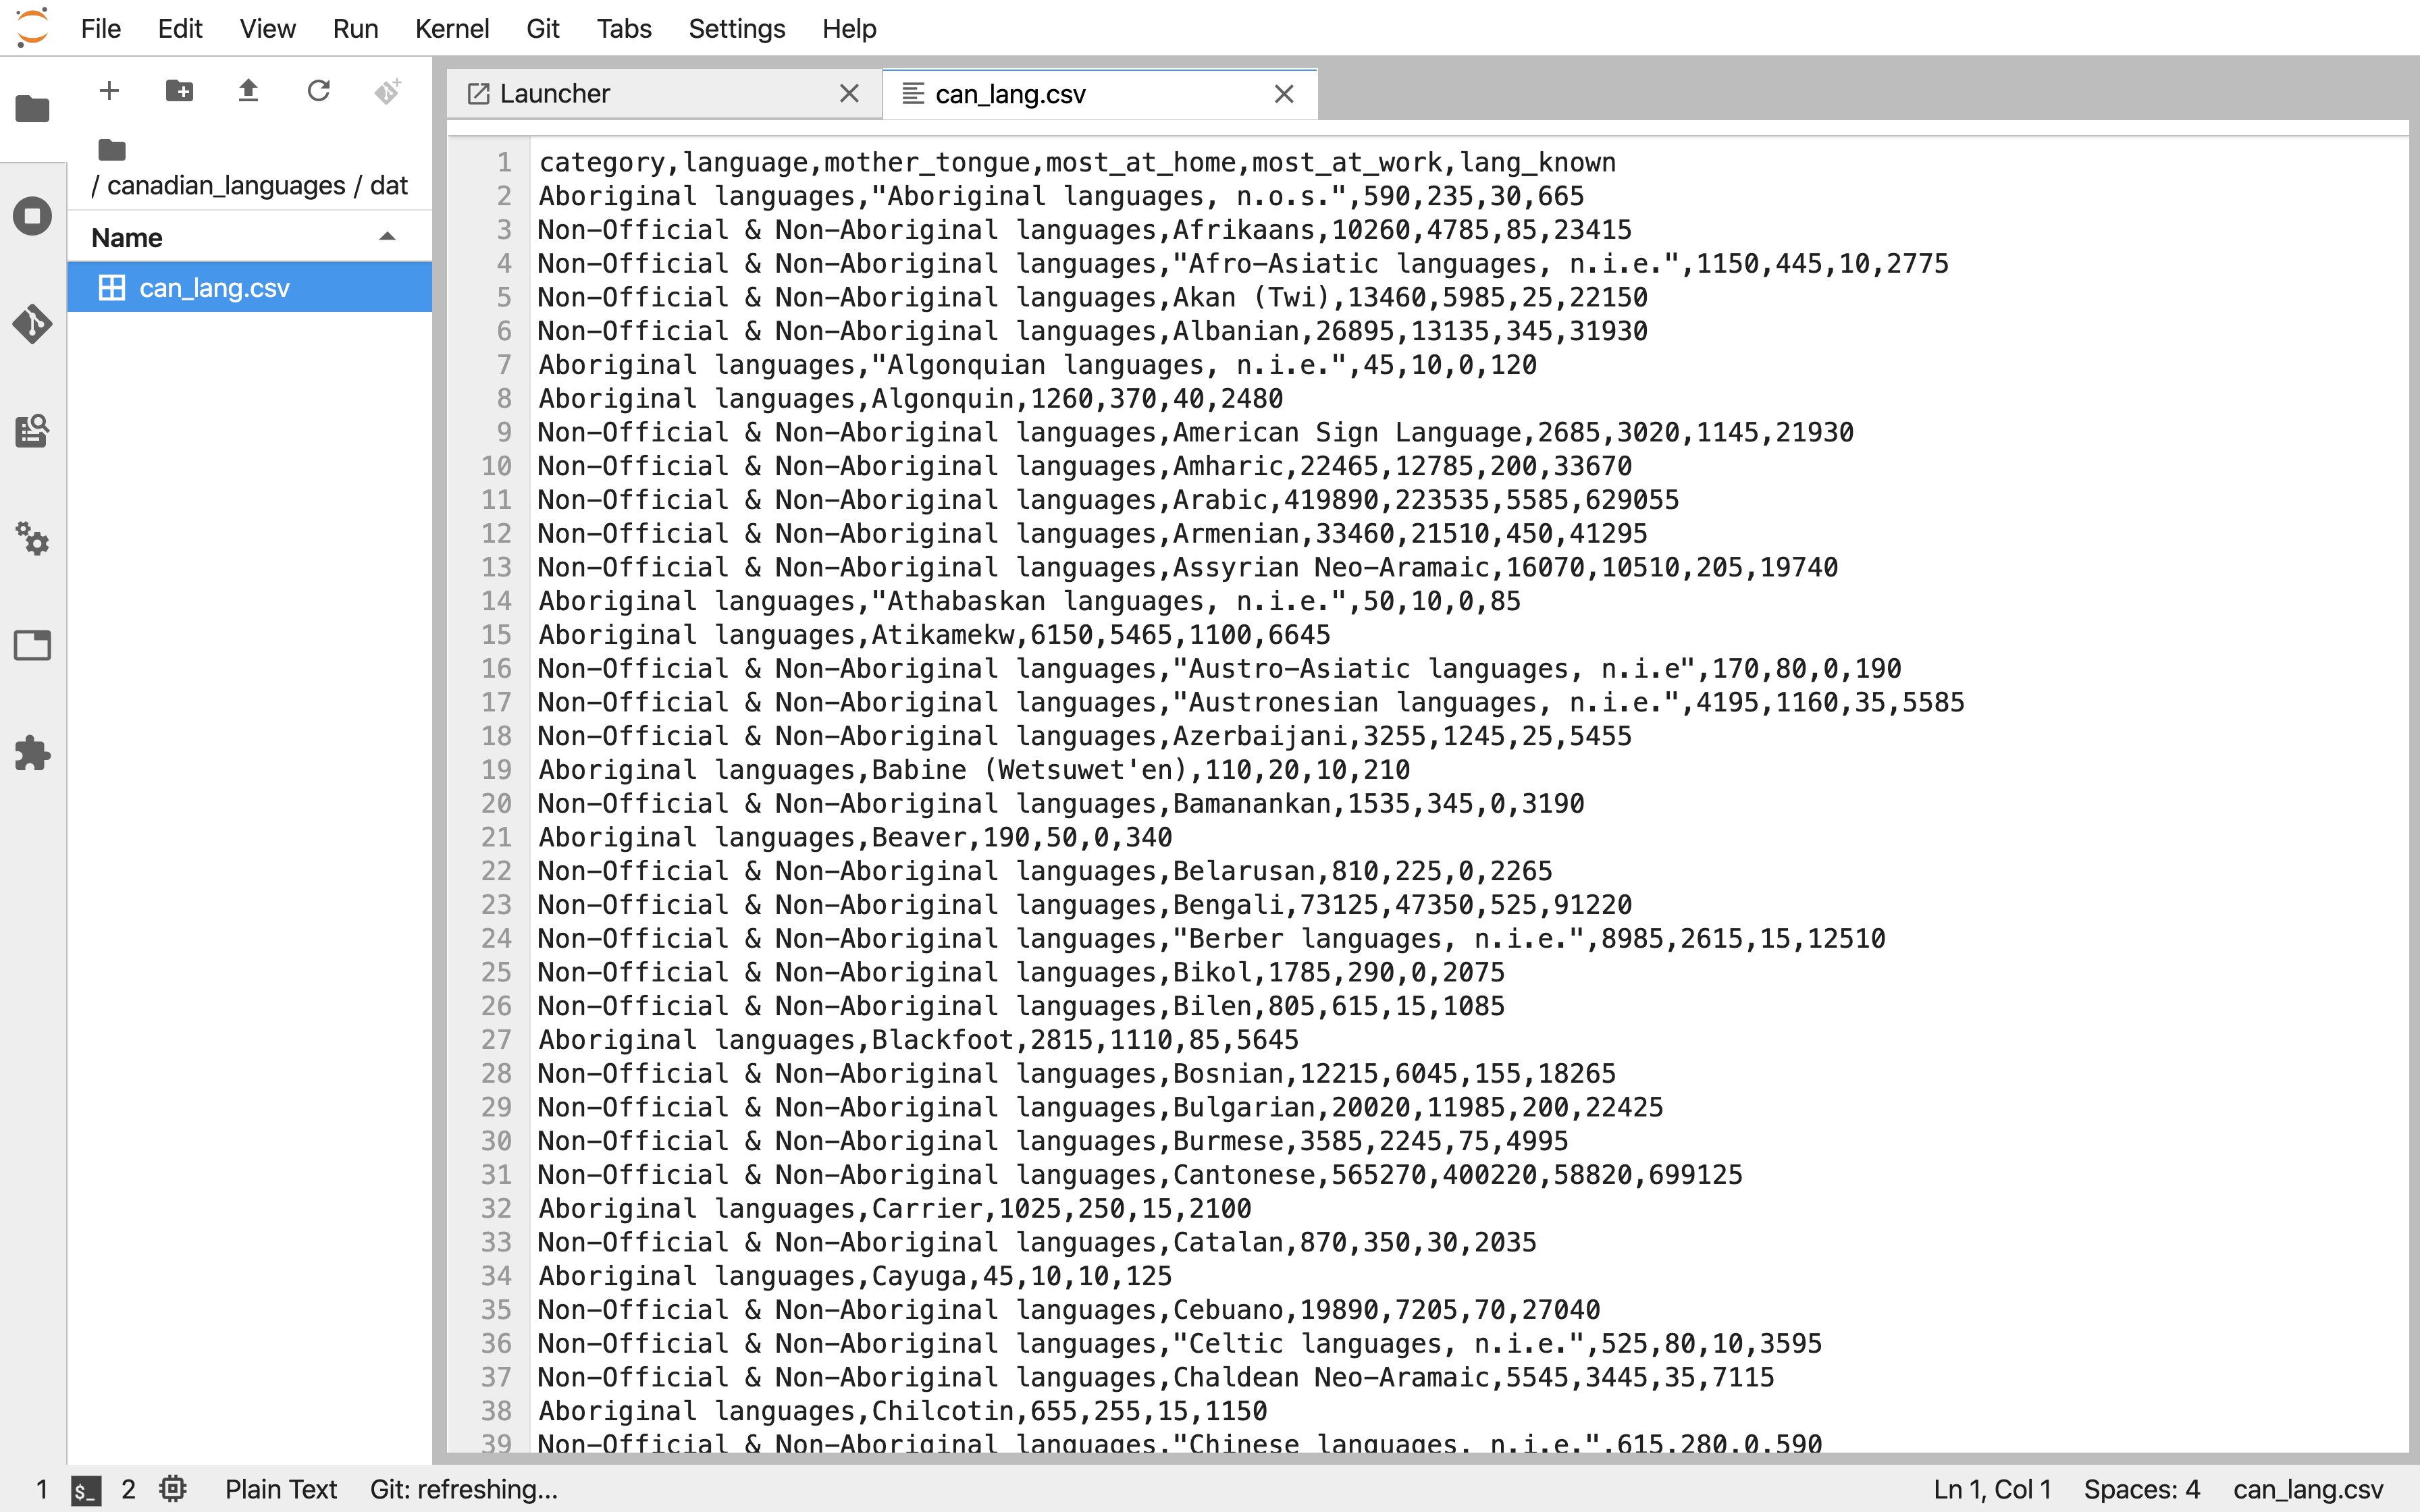 File Edit View Run Kernel Git Tabs Settings Help
/ canadian_languages / dat
Name
can_lang.csv
Launcher can_lang.csv
1 category,language,mother_tongue,most_at_home,most_at_work,lang_known
2 Aboriginal languages,"Aboriginal languages, n.o.s.",590,235,30,665
3 Non-Official & Non-Aboriginal languages,Afrikaans,10260,4785,85,23415
4 Non-Official & Non-Aboriginal languages,"Afro-Asiatic languages, n.i.e.",1150,445,10,2775
5 Non-Official & Non-Aboriginal languages,Akan (Twi),13460,5985,25,22150
6 Non-Official & Non-Aboriginal languages,Albanian,26895,13135,345,31930
7 Aboriginal languages,"Algonquian languages, n.i.e.",45,10,0,120
8 Aboriginal languages,Algonquin,1260,370,40,2480
9 Non-Official & Non-Aboriginal languages,American Sign Language,2685,3020,1145,21930
10 Non-Official & Non-Aboriginal languages,Amharic,22465,12785,200,33670
11 Non-Official & Non-Aboriginal languages,Arabic,419890,223535,5585,629055
12 Non-Official & Non-Aboriginal languages,Armenian,33460,21510,450,41295
13 Non-Official & Non-Aboriginal languages,Assyrian Neo-Aramaic,16070,10510,205,19740
14 Aboriginal languages,"Athabaskan languages, n.i.e.",50,10,0,85
15 Aboriginal languages,Atikamekw,6150,5465,1100,6645
16 Non-Official & Non-Aboriginal languages,"Austro-Asiatic languages, n.i.e",170,80,0,190
17 Non-Official & Non-Aboriginal languages,"Austronesian languages, n.i.e.",4195,1160,35,5585
18 Non-Official & Non-Aboriginal languages,Azerbaijani,3255,1245,25,5455
19 Aboriginal languages,Babine (Wetsuwet'en),110,20,10,210
20 Non-Official & Non-Aboriginal languages,Bamanankan,1535,345,0,3190
21 Aboriginal languages,Beaver,190,50,0,340
22 Non-Official & Non-Aboriginal languages,Belarusan,810,225,0,2265
23 Non-Official & Non-Aboriginal languages,Bengali,73125,47350,525,91220
24 Non-Official & Non-Aboriginal languages,"Berber languages, n.i.e.",8985,2615,15,12510
25 Non-Official & Non-Aboriginal languages,Bikol,1785,290,0,2075
26 Non-Official & Non-Aboriginal languages,Bilen,805,615,15,1085
27 Aboriginal languages,Blackfoot,2815,1110,85,5645
28 Non-Official & Non-Aboriginal languages,Bosnian,12215,6045,155,18265
29 Non-Official & Non-Aboriginal languages,Bulgarian,20020,11985,200,22425
30 Non-Official & Non-Aboriginal languages,Burmese,3585,2245,75,4995
31 Non-Official & Non-Aboriginal languages,Cantonese,565270,400220,58820,699125
32 Aboriginal languages,Carrier,1025,250,15,2100
33 Non-Official & Non-Aboriginal languages,Catalan,870,350,30,2035
34 Aboriginal languages,Cayuga,45,10,10,125
35 Non-Official & Non-Aboriginal languages,Cebuano,19890,7205,70,27040
36 Non-Official & Non-Aboriginal languages,"Celtic languages, n.i.e.",525,80,10,3595
37 Non-Official & Non-Aboriginal languages,Chaldean Neo-Aramaic,5545,3445,35,7115
38 Aboriginal languages,Chilcotin,655,255,15,1150
39 Non-Official & Non-Aboriginal languages,"Chinese languages, n.i.e.",615,280,0,590
1 $_ 2 Plain Text Git: refreshing... Ln 1, Col 1 Spaces: 4 can_lang.csv